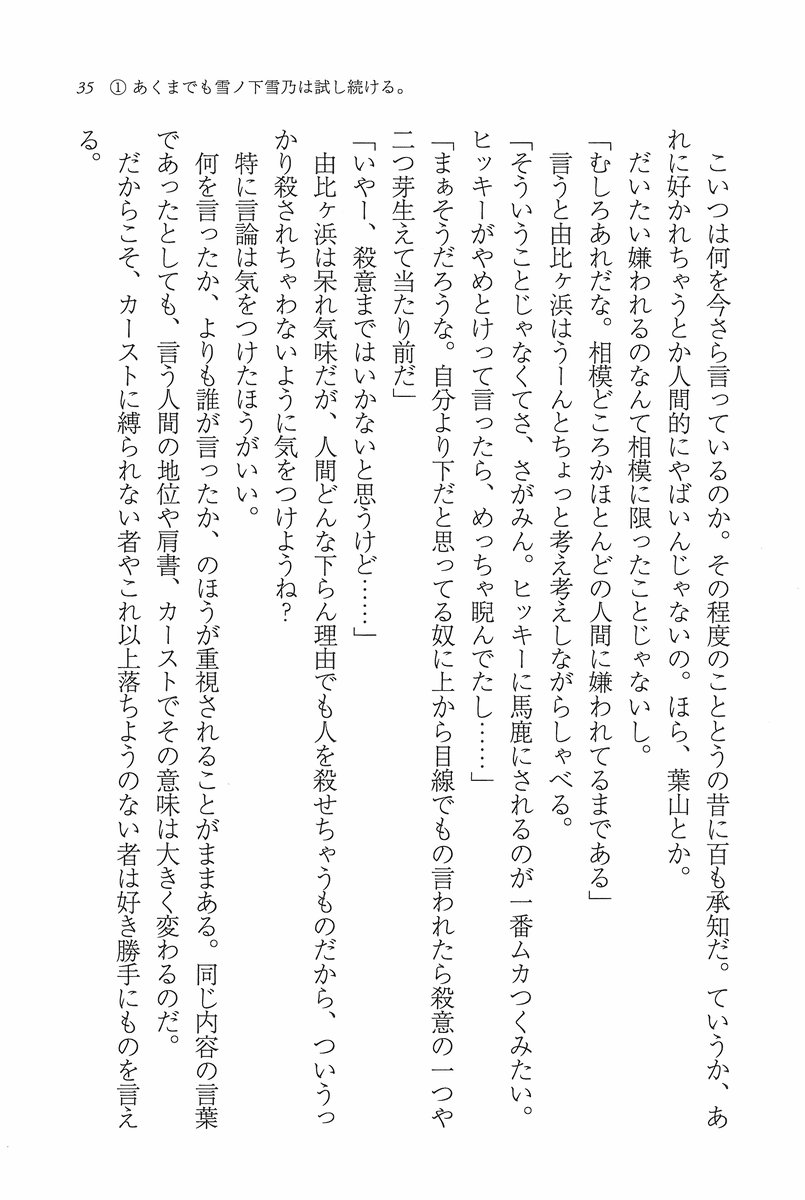 35 ① あくまでも雪ノ下雪乃は試し続ける。
　こいつは何を今さら言っているのか。その程度のこととうの昔に百も承知だ。ていうか、あ
れに好かれちゃうとか人間的にやばいんじゃないの。ほら、葉山とか。
　だいたい嫌われるのなんて相模に限ったことじゃないし。
「むしろあれだな。相模どころかほとんどの人間に嫌われてるまである」
　言うと由比ヶ浜はうーんとちょっと考え考えしながらしゃべる。
「そういうことじゃなくてさ、さがみん。ヒッキーに馬鹿にされるのが一番ムカつくみたい。
ヒッキーがやめとけって言ったら、めっちゃ睨んでたし……」
「まぁそうだろうな。自分より下だと思ってる奴に上から目線でもの言われたら殺意の一つや
二つ芽生えて当たり前だ」
「いやー、殺意まではいかないと思うけど……」
　由比ヶ浜は呆れ気味だが、人間どんな下らん理由でも人を殺せちゃうものだから、ついうっ
かり殺されちゃわないように気をつけようね?
　特に言論は気をつけたほうがいい。
　何を言ったか、よりも誰が言ったか、のほうが重視されることがままある。同じ内容の言葉
であったとしても、言う人間の地位や肩書、カーストでその意味は大きく変わるのだ。
　だからこそ、カーストに縛られない者やこれ以上落ちようのない者は好き勝手にものを言え
る。